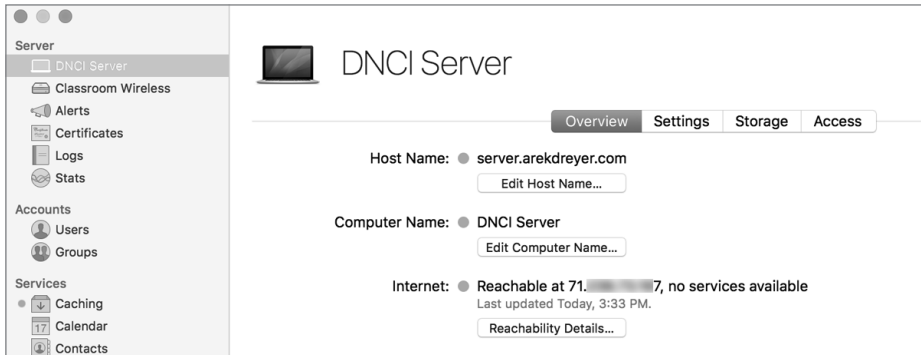 Server
DNCI Server
Classroom Wireless
Alerts
Certificates
Logs
Stats
Accounts
Users
Groups
Services
Caching
17 Calendar
Contacts
DNCI Server
Overview Settings Storage Access
Host Name: server.arekdreyer.com
Edit Host Name...
Computer Name: DNCI Server
Edit Computer Name...
Internet: Reachable at 71. 7, no services available
Last updated Today, 3:33 PM.
Reachability Details...